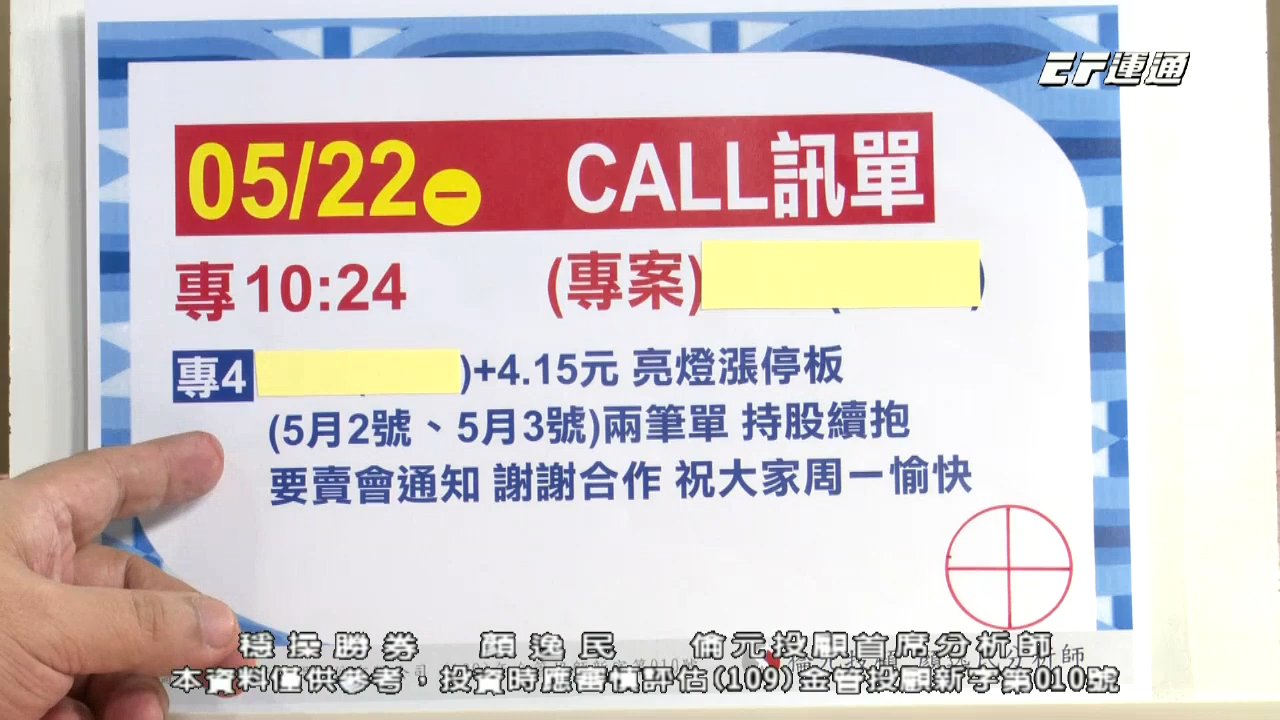 EF運通
05/22㊀ CALL訊單
專10:24 (專案)
專4 )+4.15元 亮燈漲停板
(5月2號、5月3號)兩筆單 持股續抱
要賣會通知 謝謝合作 祝大家周一愉快
穩操勝券 顏逸民 倫元投顧首席分析師
本資料僅供參考，投資時應審慎評估(109)金管投顧新字第010號